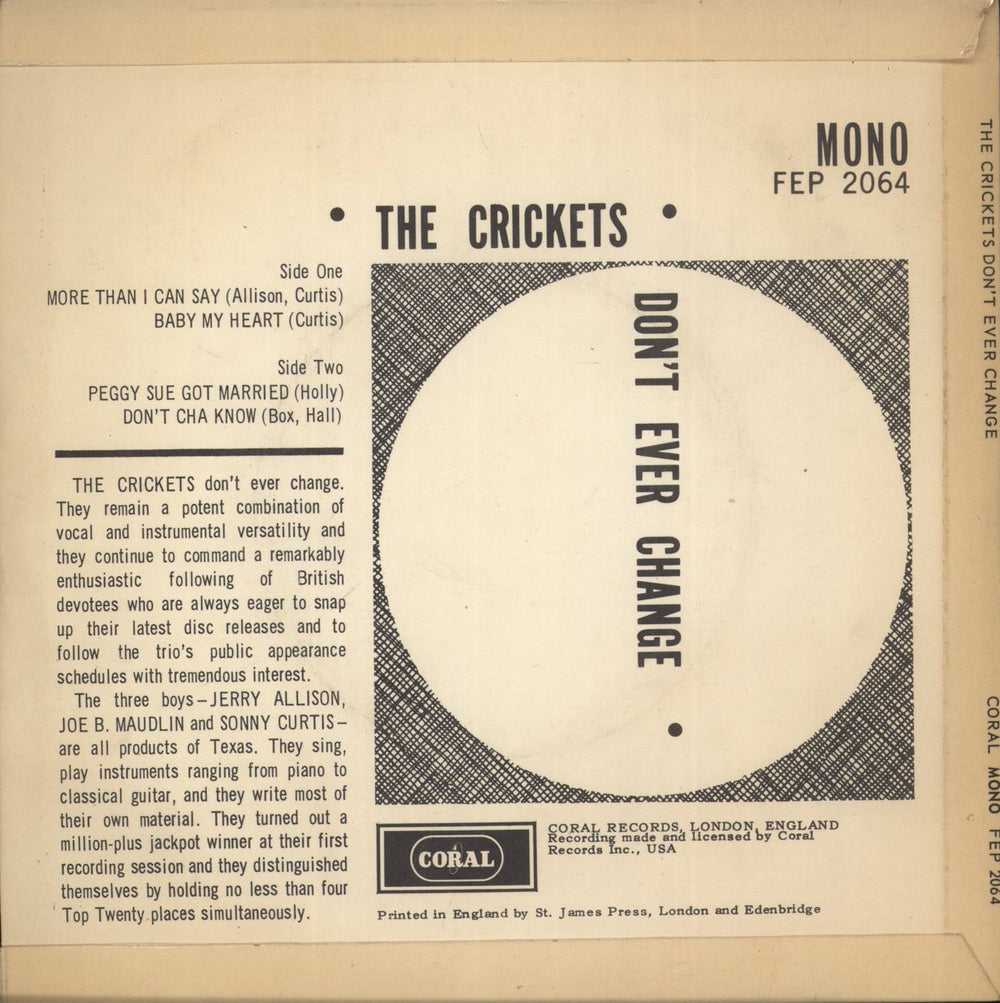 MONO
FEP 2064
• THE CRICKETS •
Side One
MORE THAN I CAN SAY (Allison, Curtis)
BABY MY HEART (Curtis)
Side Two
PEGGY SUE GOT MARRIED (Holly)
DON'T CHA KNOW (Box, Hall)
THE CRICKETS don't ever change.
They remain a potent combination of
vocal and instrumental versatility and
they continue to command a remarkably
enthusiastic following of British
devotees who are always eager to snap
up their latest disc releases and to
follow the trio's public appearance
schedules with tremendous interest.
The three boys–JERRY ALLISON,
JOE B. MAUDLIN and SONNY CURTIS–
are all products of Texas. They sing,
play instruments ranging from piano to
classical guitar, and they write most of
their own material. They turned out a
million-plus jackpot winner at their first
recording session and they distinguished
themselves by holding no less than four
Top Twenty places simultaneously.
DON'T EVER CHANGE •
CORAL
CORAL RECORDS, LONDON, ENGLAND
Recording made and licensed by Coral
Records Inc., USA
Printed in England by St. James Press, London and Edenbridge
THE CRICKETS DON'T EVER CHANGE
CORAL MONO FEP 2064